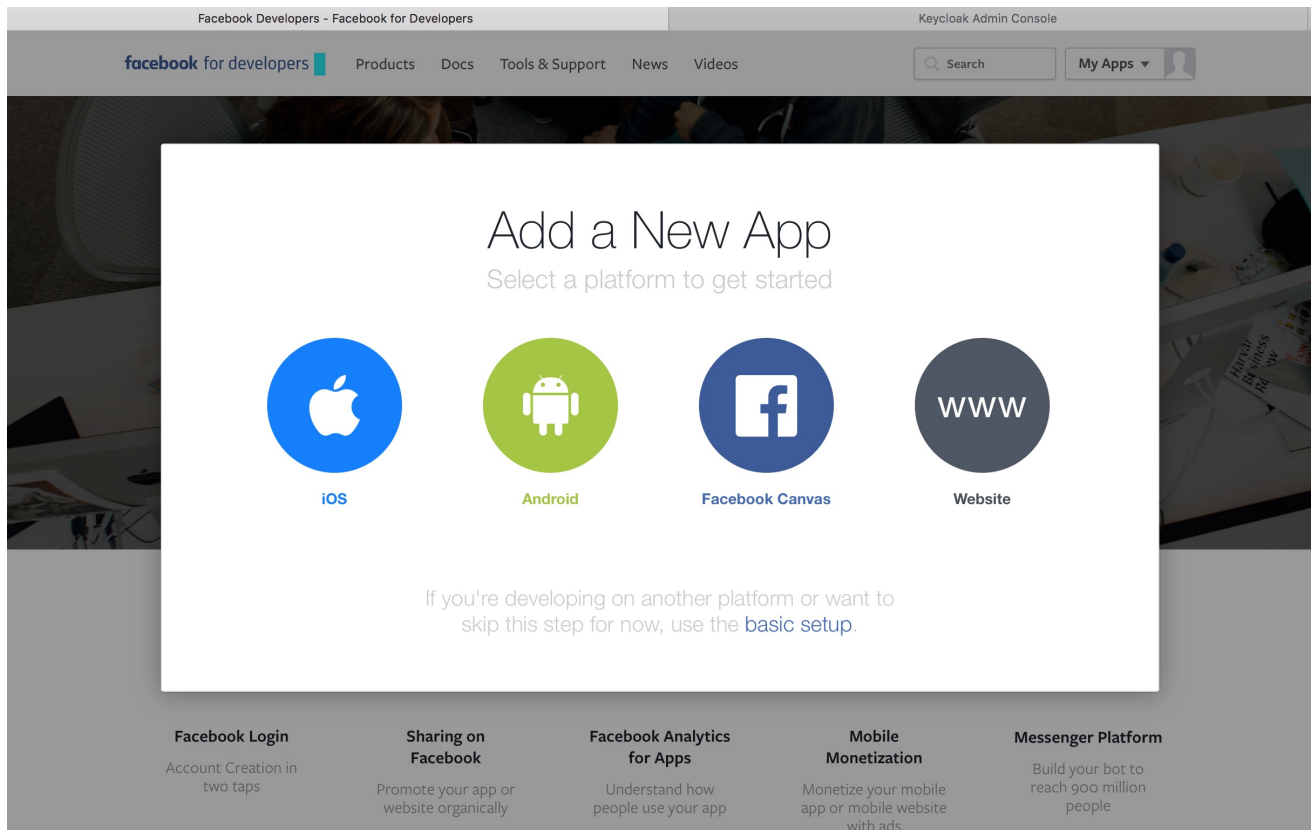 Facebook Developers - Facebook for Developers
Keycloak Admin Console
facebook for developers
Products Docs Tools & Support News Videos
Search
My Apps
Add a New App
Select a platform to get started
www
iOS
Android
Facebook Canvas
Website
If you're developing on another platform or want to
skip this step for now, use the basic setup.
Facebook Login
Account Creation in
two taps
Sharing on
Facebook
Promote your app or
website organically
Facebook Analytics
for Apps
Understand how
people use your app
Mobile
Monetization
Monetize your mobile
app or mobile website
with ads
Messenger Platform
Build your bot to
reach 900 million
people